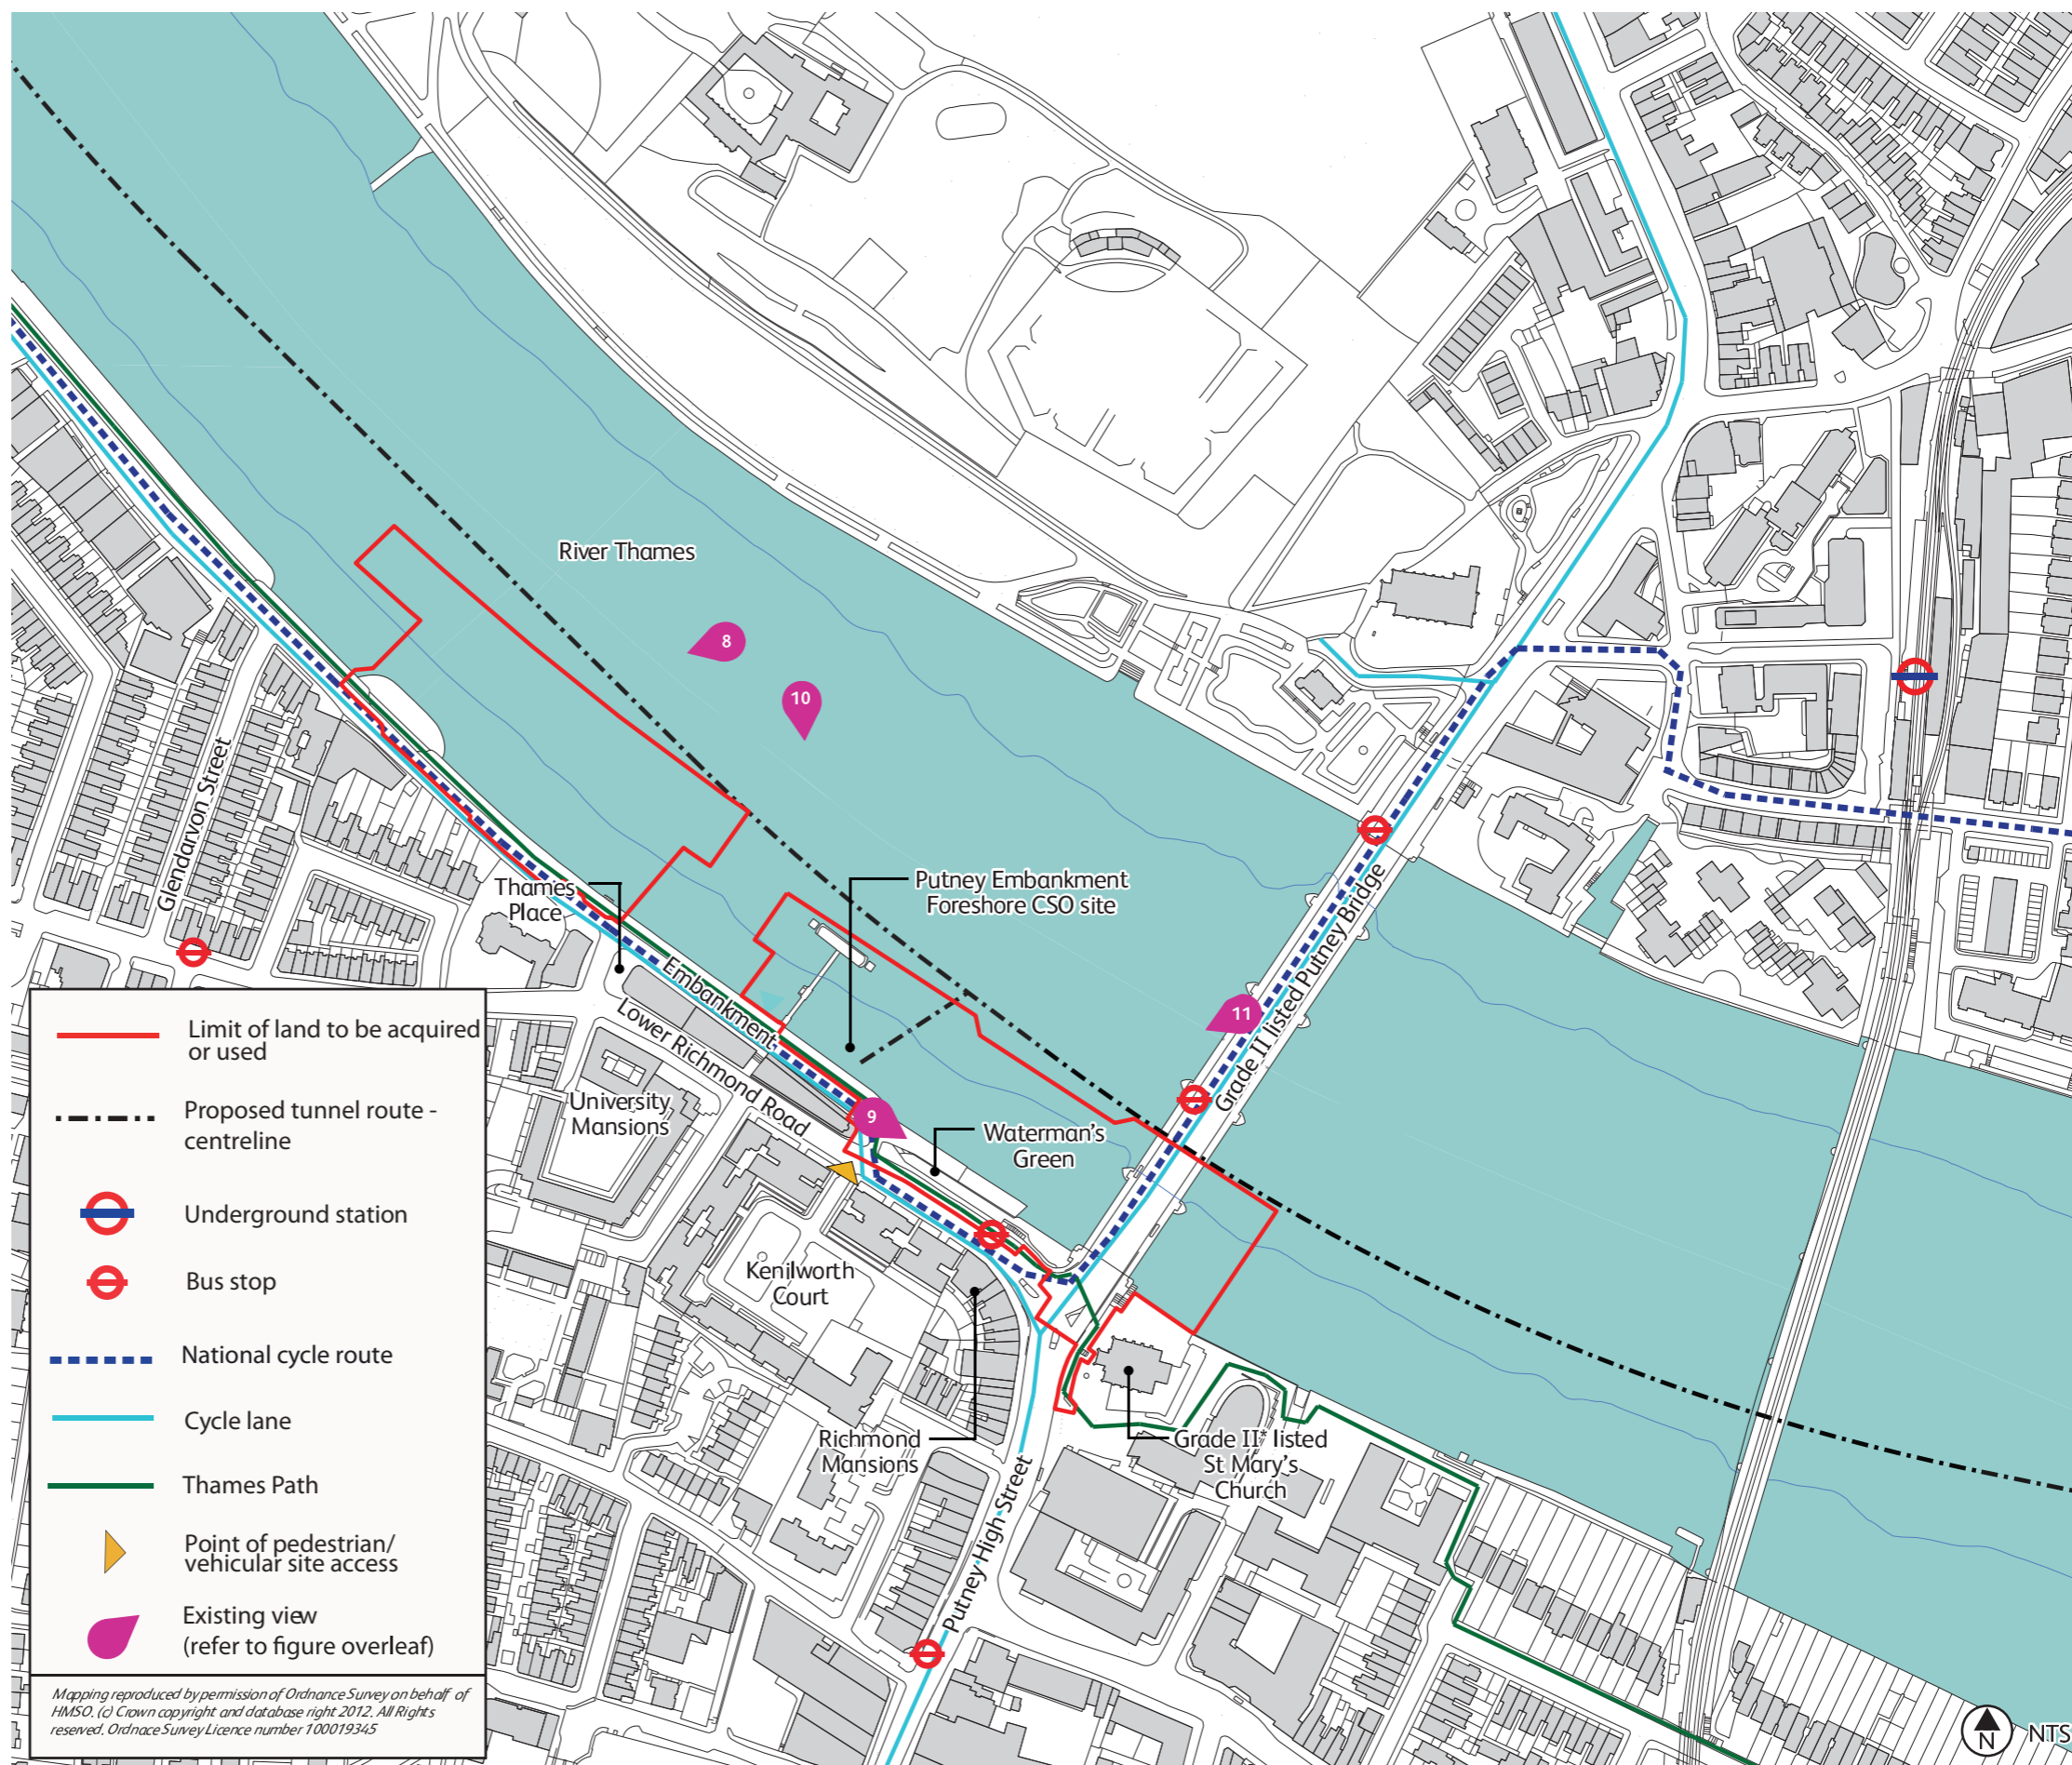 River Thames
8
10
Glendarvon Street
Thames
Place
Putney Embankment
Foreshore CSO site
Embankment
Lower Richmond Road
University
Mansions
11
Grade II listed Putney Bridge
9
Waterman's
Green
Kenilworth
Court
Richmond
Mansions
Grade II* listed
St Mary's
Church
Putney High Street
Limit of land to be acquired
or used
Proposed tunnel route -
centreline
Underground station
Bus stop
National cycle route
Cycle lane
Thames Path
Point of pedestrian/
vehicular site access
Existing view
(refer to figure overleaf)
Mapping reproduced by permission of Ordnance Survey on behalf of
HMSO. (c) Crown copyright and database right 2012. All Rights
reserved. Ordnace Survey Licence number 100019345
N
NTS